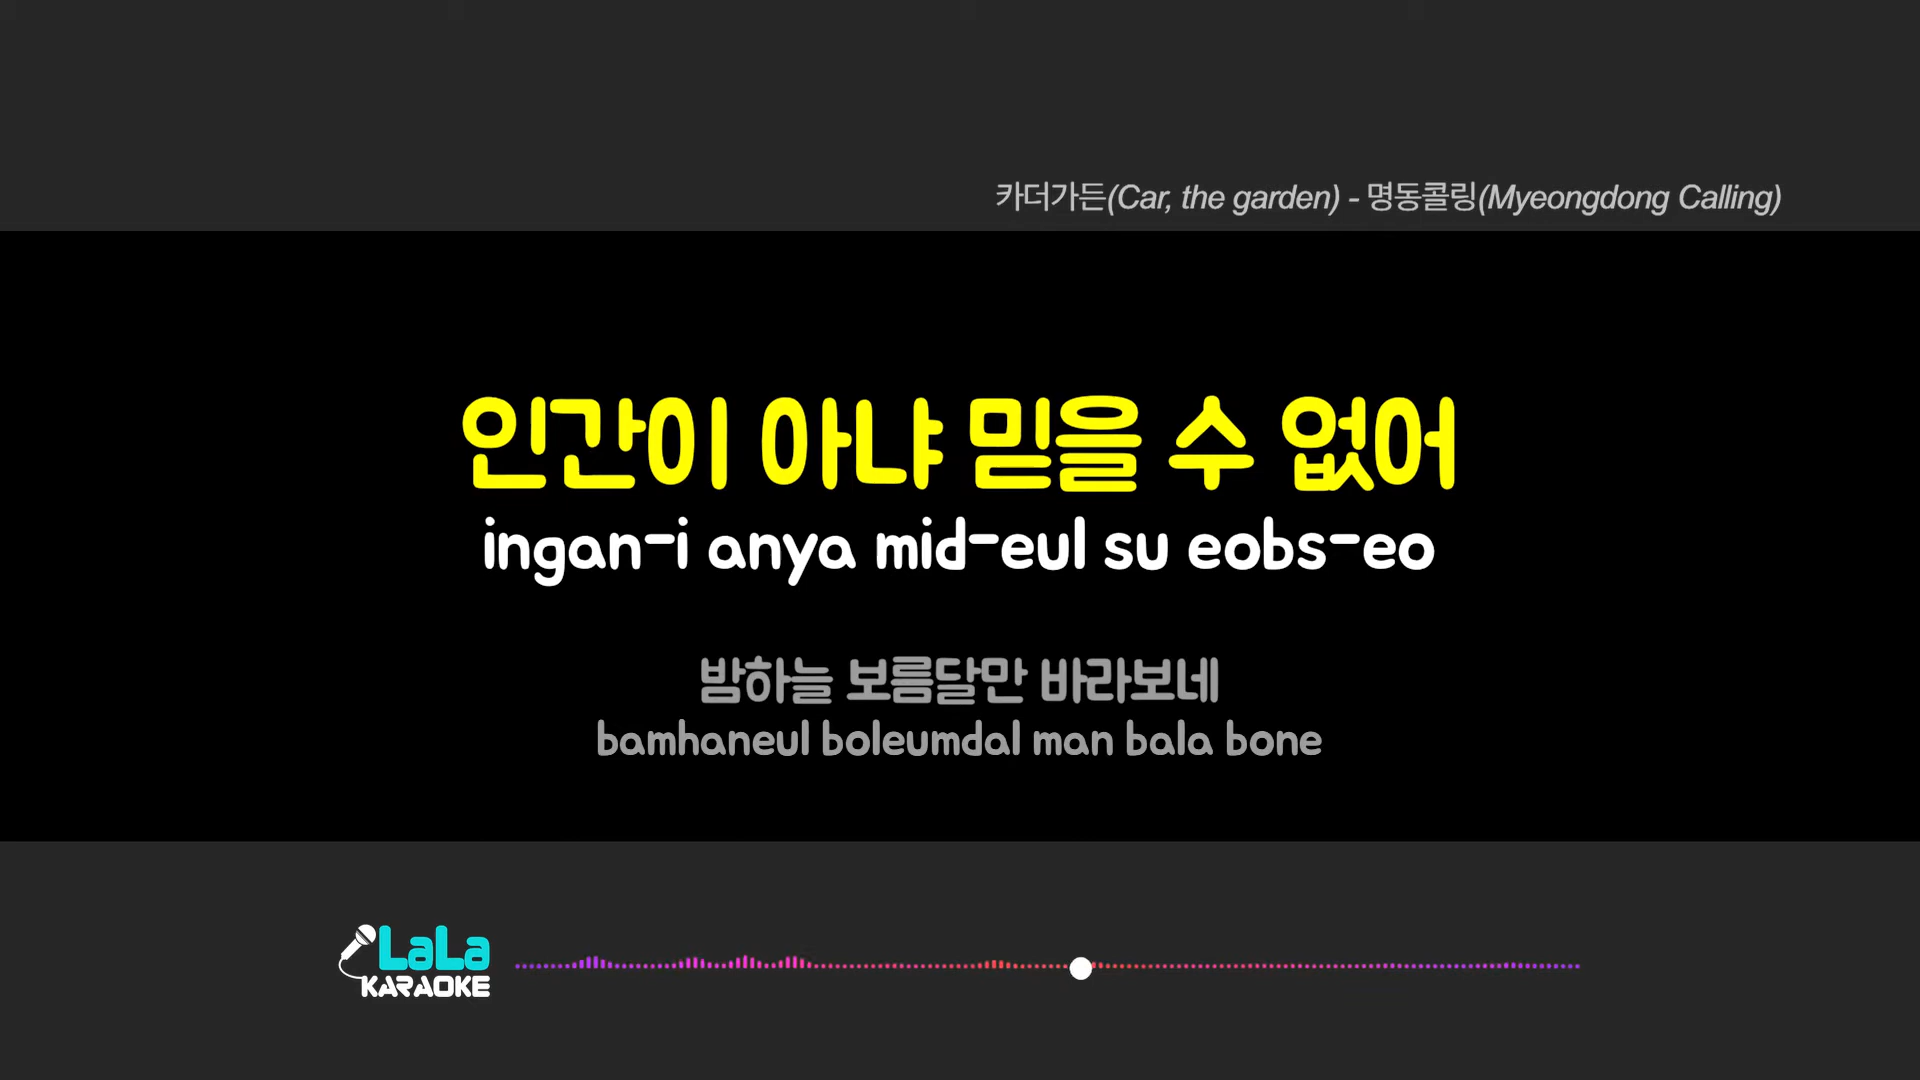 카더가든(Car, the garden) - 명동콜링(Myeongdong Calling)
인간이 아냐 믿을 수 없어
ingan-i anya mid-eul su eobs-eo
밤하늘 보름달만 바라보네
bamhaneul boleumdal man bala bone
LaLa
KARAOKE